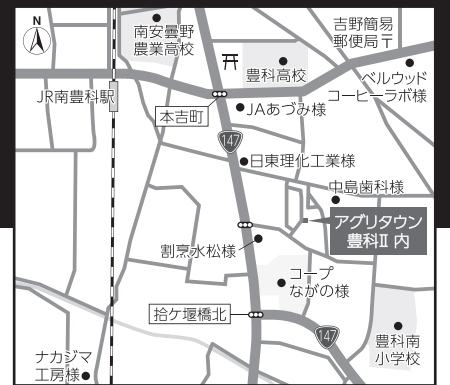 N
南安曇野
農業高校
吉野簡易
郵便局〒
豊科高校
ベルウッド
コーヒーラボ様
JR南豊科駅
JAあづみ様
本吉町
147
日東理化工業様
中島歯科様
アグリタウン
豊科Ⅱ 内
割烹水松様
コープ
ながの様
拾ケ堰橋北
147
豊科南
小学校
ナカジマ
工房様